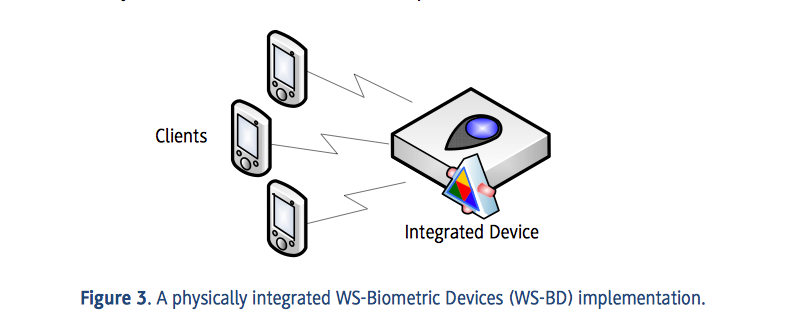 Clients
Integrated Device
Figure 3. A physically integrated WS-Biometric Devices (WS-BD) implementation.